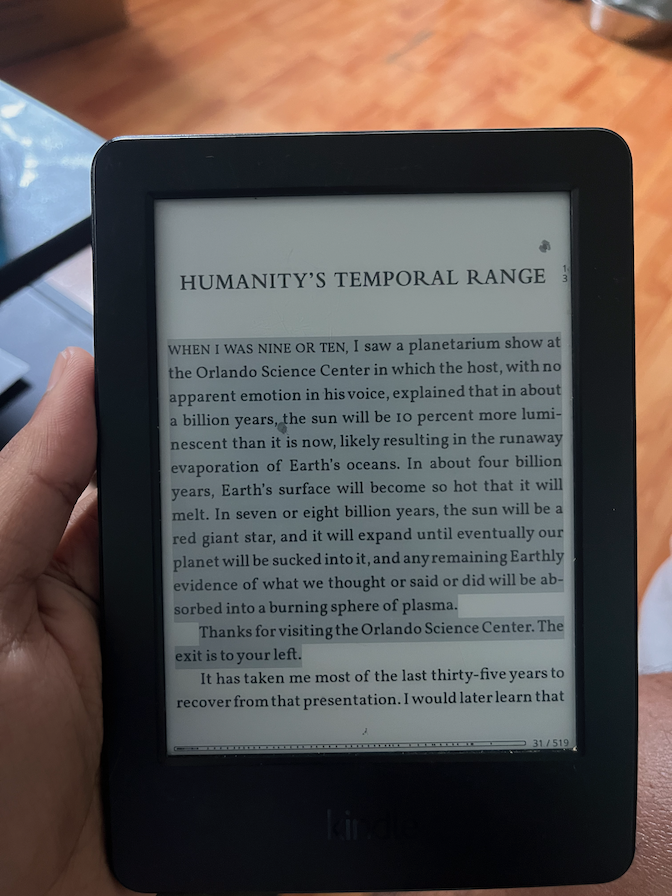 HUMANITY’S TEMPORAL RANGE
1
3
WHEN I WAS NINE OR TEN, I saw a planetarium show at
the Orlando Science Center in which the host, with no
apparent emotion in his voice, explained that in about
a billion years, the sun will be 10 percent more lumi-
nescent than it is now, likely resulting in the runaway
evaporation of Earth’s oceans. In about four billion
years, Earth’s surface will become so hot that it will
melt. In seven or eight billion years, the sun will be a
red giant star, and it will expand until eventually our
planet will be sucked into it, and any remaining Earthly
evidence of what we thought or said or did will be ab-
sorbed into a burning sphere of plasma.
Thanks for visiting the Orlando Science Center. The
exit is to your left.
It has taken me most of the last thirty-five years to
recover from that presentation. I would later learn that
31 / 519
kindle